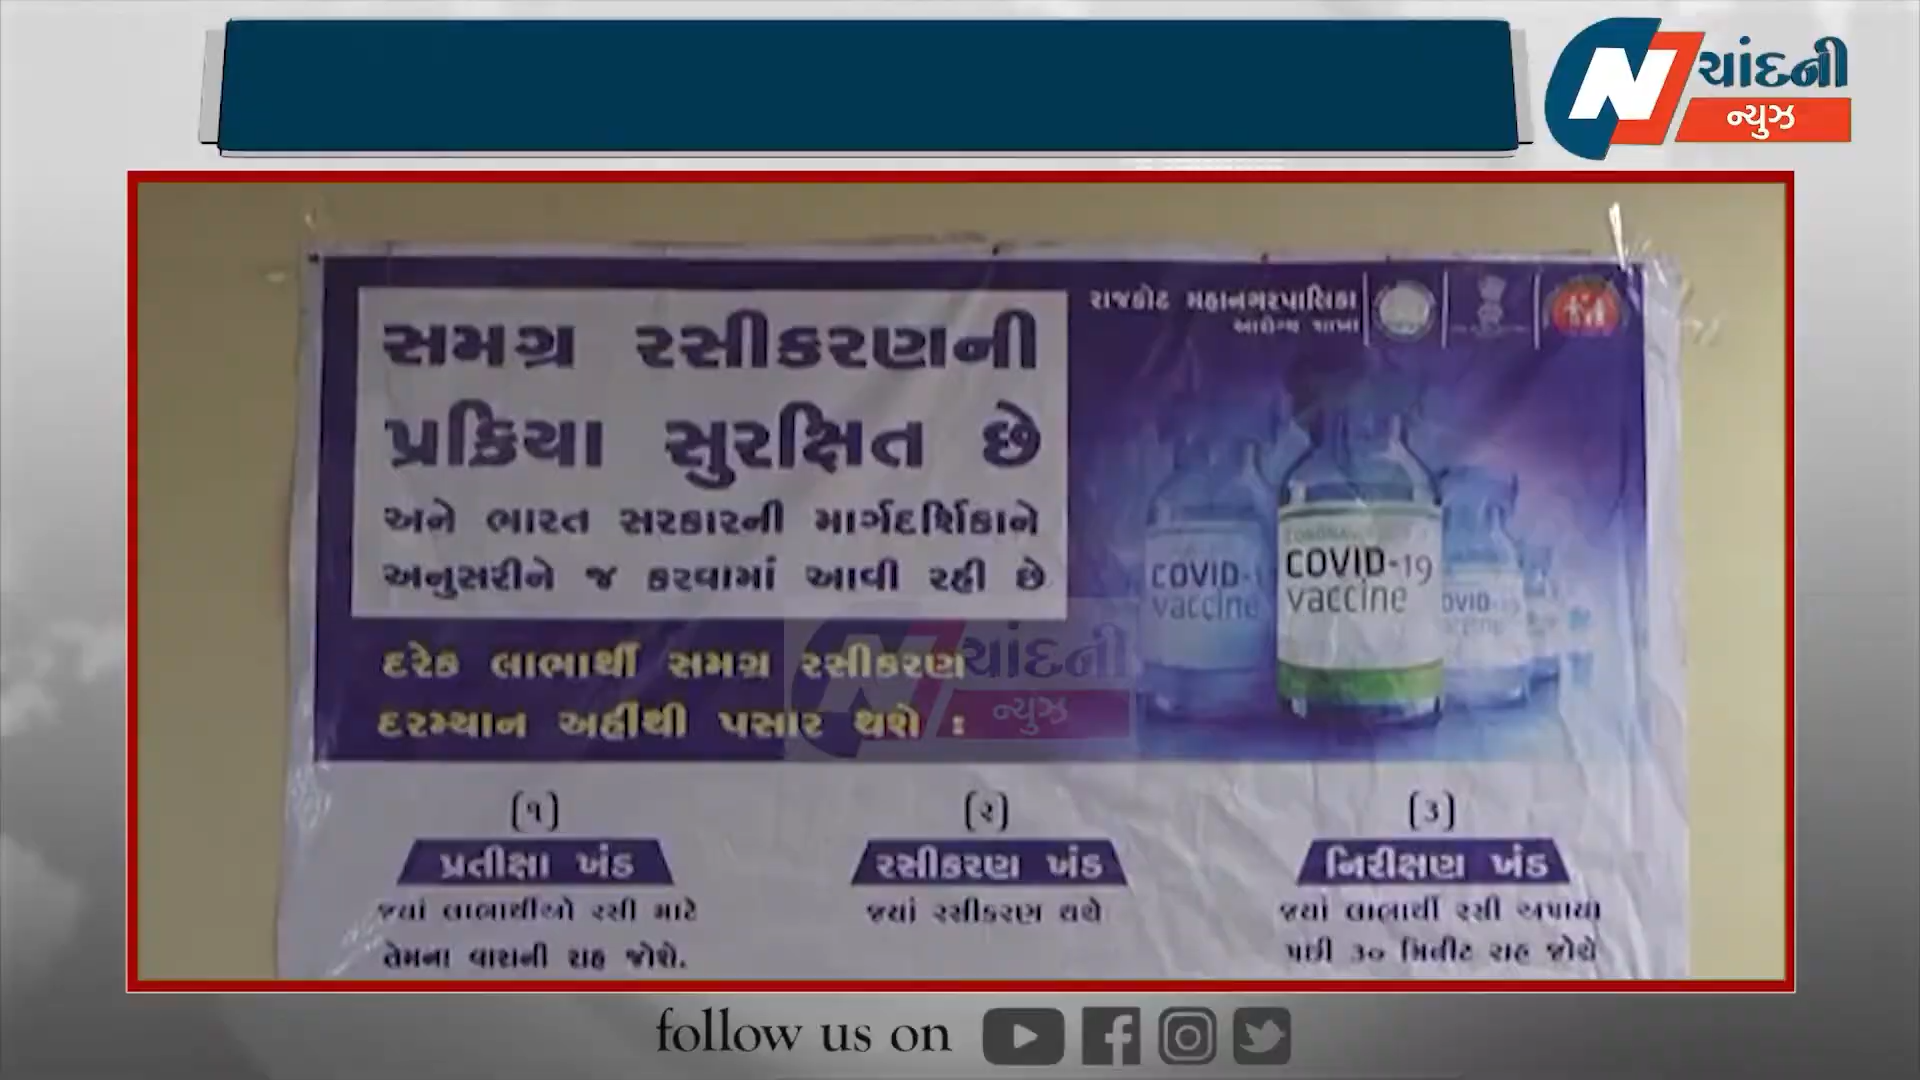 ચાંદની
ન્યુઝ
રાજકોટ મહાનગરપાલિકા
આરોગ્ય શાખા
સમગ્ર રસીકરણની
પ્રક્રિયા સુરક્ષિત છે
અને ભારત સરકારની માર્ગદર્શિકાને
અનુસરીને જ કરવામાં આવી રહી છે
દરેક લાભાર્થી સમગ્ર રસીકરણ
દરમ્યાન અહીંથી પસાર થશે :
COVID-19
vaccine
COVID-1
vaccine
ચાંદની
ન્યુઝ
(૧)
પ્રતીક્ષા ખંડ
જ્યાં લાભાર્થીઓ રસી માટે
તેમના વારાની રાહ જોશે.
(૨)
રસીકરણ ખંડ
જ્યાં રસીકરણ થશે
(૩)
નિરીક્ષણ ખંડ
જ્યાં લાભાર્થી રસી અપાયા
પછી ૩૦ મિનીટ રાહ જોશે
follow us on